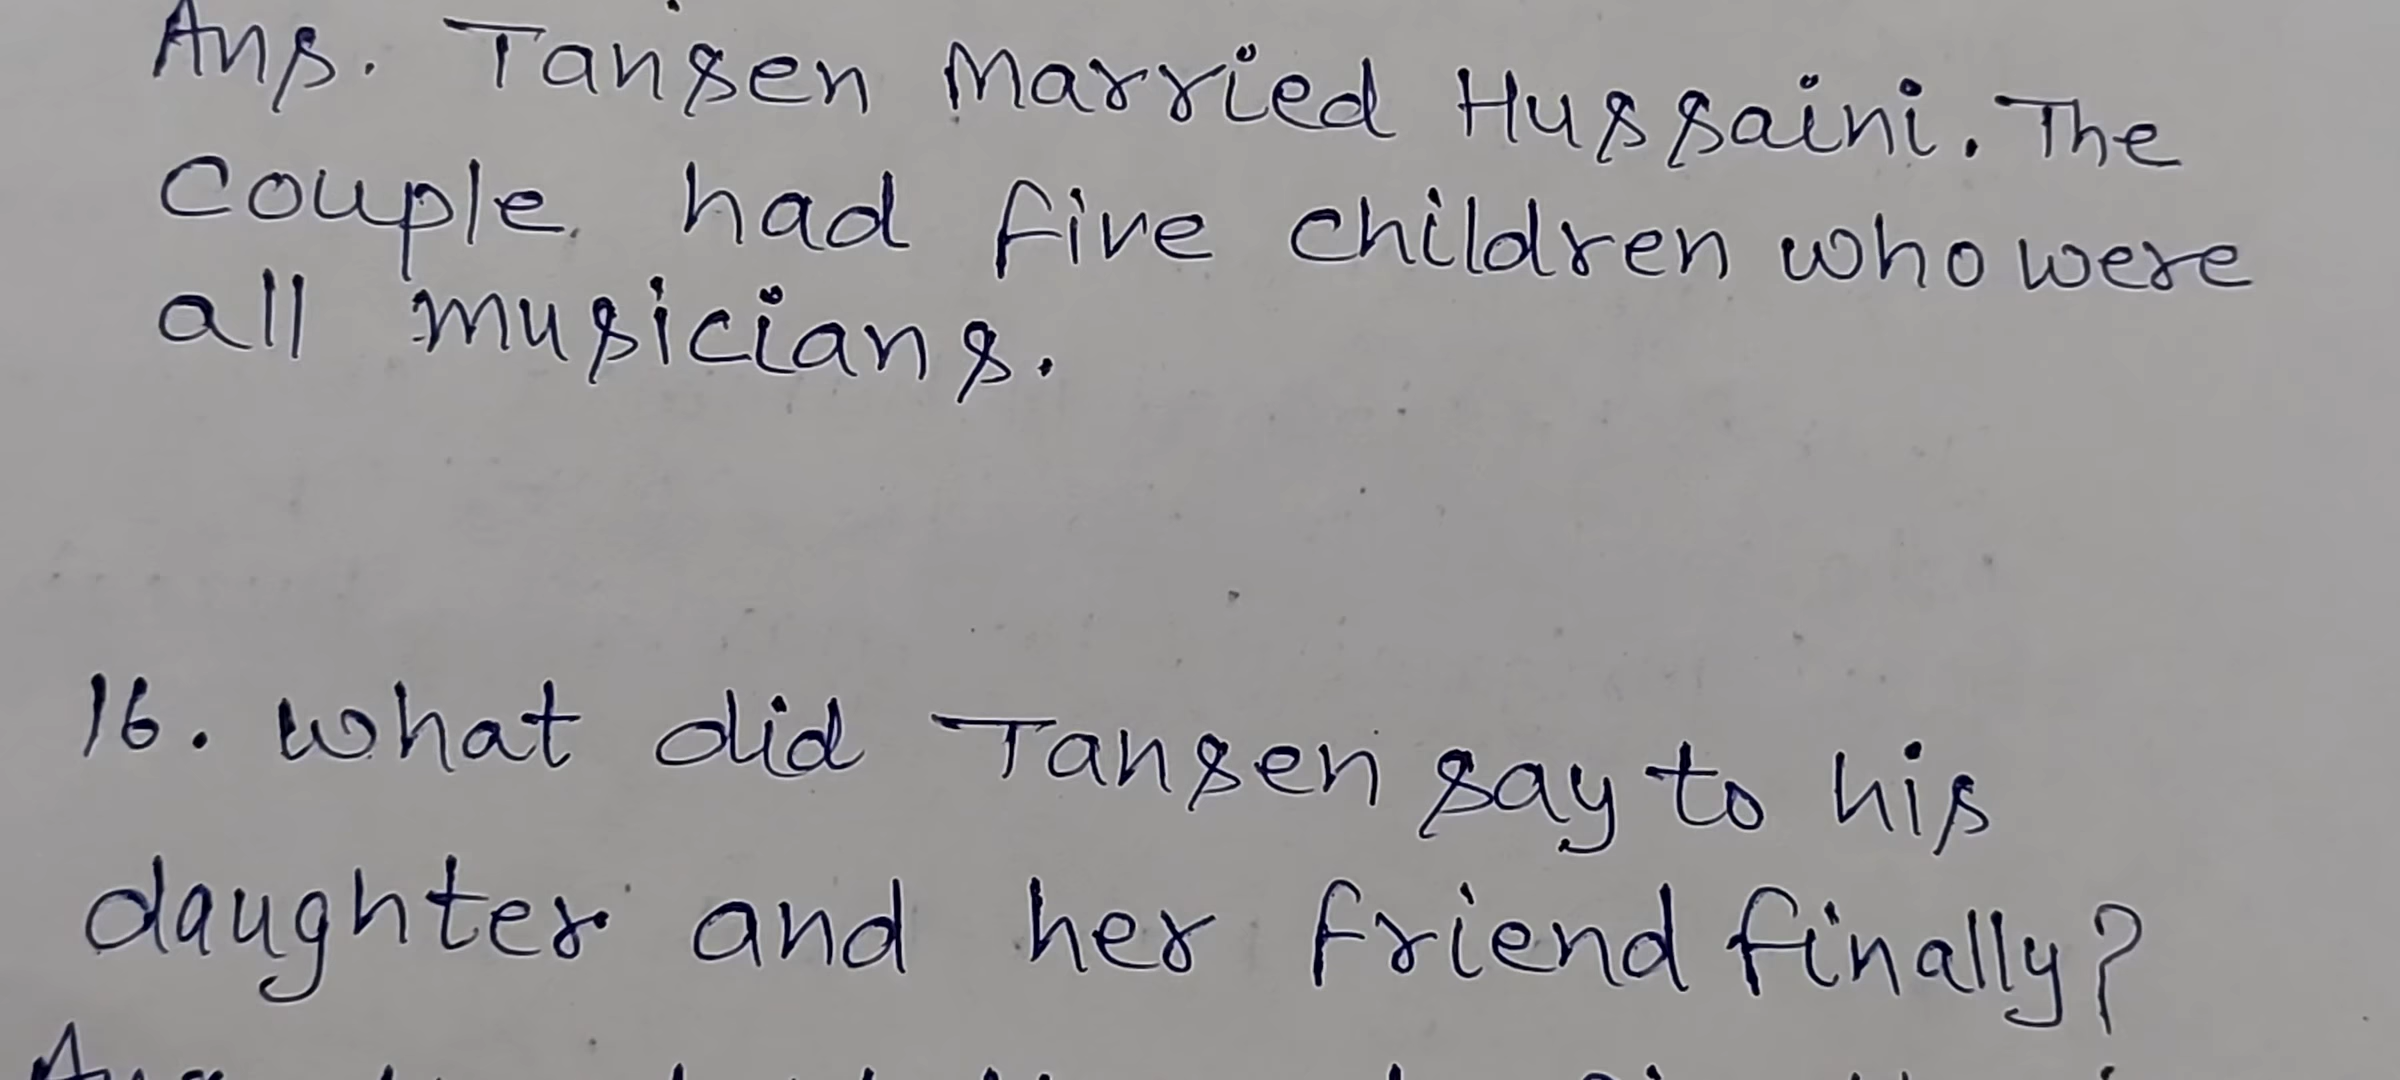 Ans. Tansen Married Hussaini. The
Couple had five children who were
all musicians.
16. What did Tansen say to his
daughter and her friend finally?